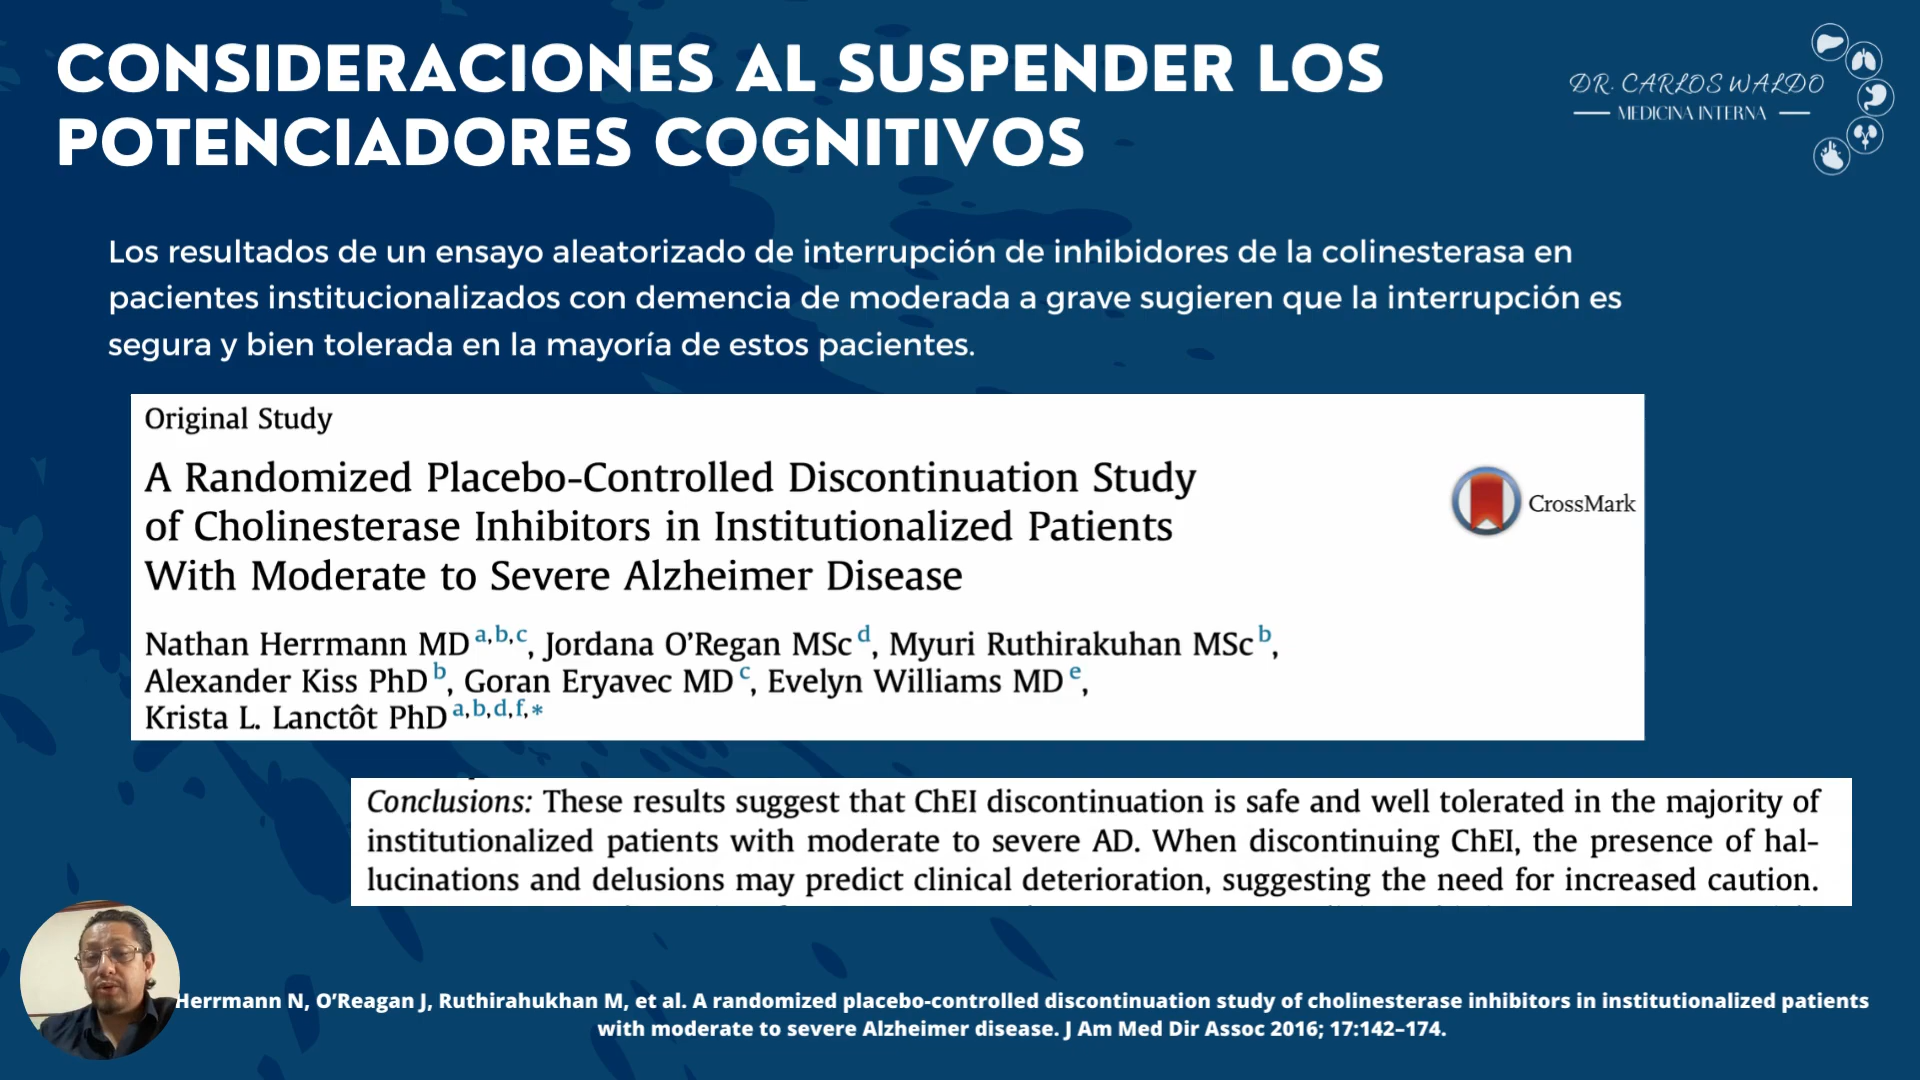 CONSIDERACIONES AL SUSPENDER LOS
POTENCIADORES COGNITIVOS
DR. CARLOS WALDO
MEDICINA INTERNA
Los resultados de un ensayo aleatorizado de interrupción de inhibidores de la colinesterasa en
pacientes institucionalizados con demencia de moderada a grave sugieren que la interrupción es
segura y bien tolerada en la mayoría de estos pacientes.
Original Study
A Randomized Placebo-Controlled Discontinuation Study
of Cholinesterase Inhibitors in Institutionalized Patients
With Moderate to Severe Alzheimer Disease
CrossMark
Nathan Herrmann MD a,b,c, Jordana O'Regan MSc d, Myuri Ruthirakuhan MSc b,
Alexander Kiss PhD b, Goran Eryavec MD c, Evelyn Williams MD e,
Krista L. Lanctôt PhD a,b,d,f,*
Conclusions: These results suggest that ChEI discontinuation is safe and well tolerated in the majority of
institutionalized patients with moderate to severe AD. When discontinuing ChEI, the presence of hal-
lucinations and delusions may predict clinical deterioration, suggesting the need for increased caution.
Herrmann N, O'Reagan J, Ruthirahukhan M, et al. A randomized placebo-controlled discontinuation study of cholinesterase inhibitors in institutionalized patients
with moderate to severe Alzheimer disease. J Am Med Dir Assoc 2016; 17:142–174.